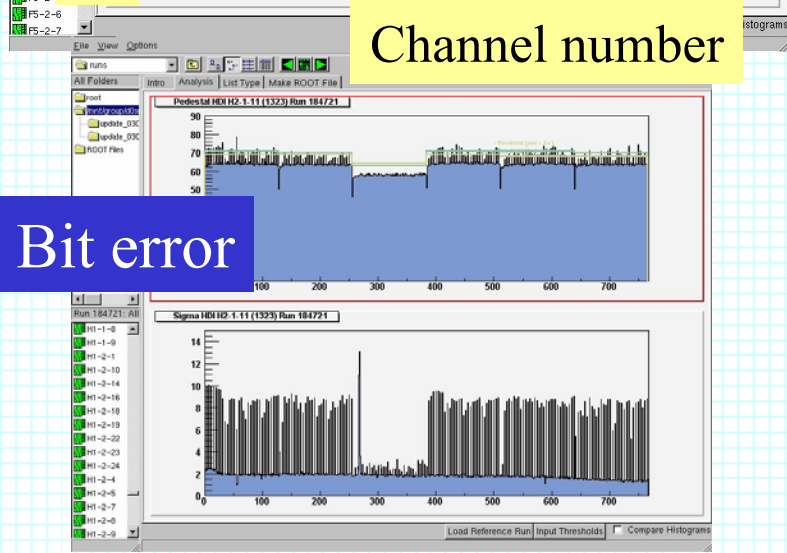 F5-2-6
F5-2-7
istograms
Channel number
File View Options
runs
All Folders
Intro Analysis List Type Make ROOT File
root
/mnt/group/d0s
update_030
update_030
ROOT Files
Pedestal HDI H2-1-11 (1323) Run 184721
90
80
70
60
50
Bit error
100 200 300 400 500 600 700
Run 184721: All
H1-1-8
H1-1-9
H1-2-1
H1-2-10
H1-2-14
H1-2-16
H1-2-18
H1-2-19
H1-2-22
H1-2-23
H1-2-24
H1-2-4
H1-2-5
H1-2-7
H1-2-8
H1-2-9
Sigma HDI H2-1-11 (1323) Run 184721
14
12
10
8
6
4
2
0
0 100 200 300 400 500 600 700
Load Reference Run Input Thresholds Compare Histograms